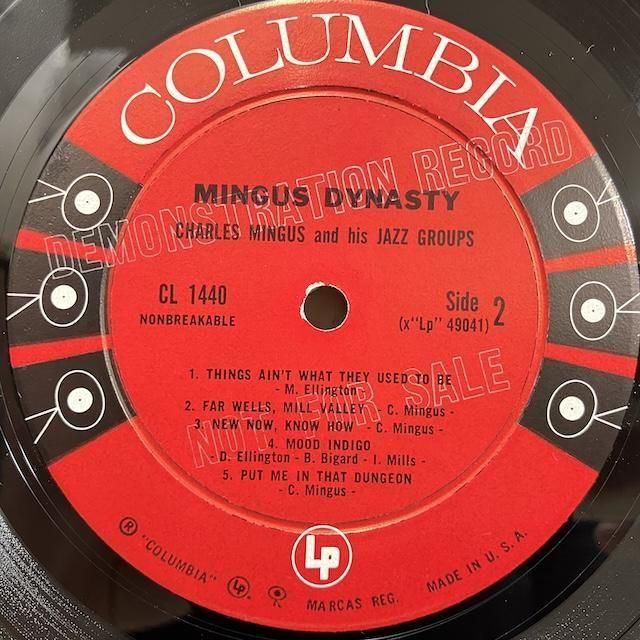 COLUMBIA
DEMONSTRATION RECORD
MINGUS DYNASTY
CHARLES MINGUS and his JAZZ GROUPS
CL 1440
NONBREAKABLE
Side 2
(x"Lp" 49041)
1. THINGS AIN'T WHAT THEY USED TO BE
- M. Ellington -
NOT FOR SALE
2. FAR WELLS, MILL VALLEY - C. Mingus -
3. NEW NOW, KNOW HOW - C. Mingus -
4. MOOD INDIGO
- D. Ellington - B. Bigard - I. Mills -
5. PUT ME IN THAT DUNGEON
- C. Mingus -
Lp
® "COLUMBIA" Lp MARCAS REG. MADE IN U.S.A.